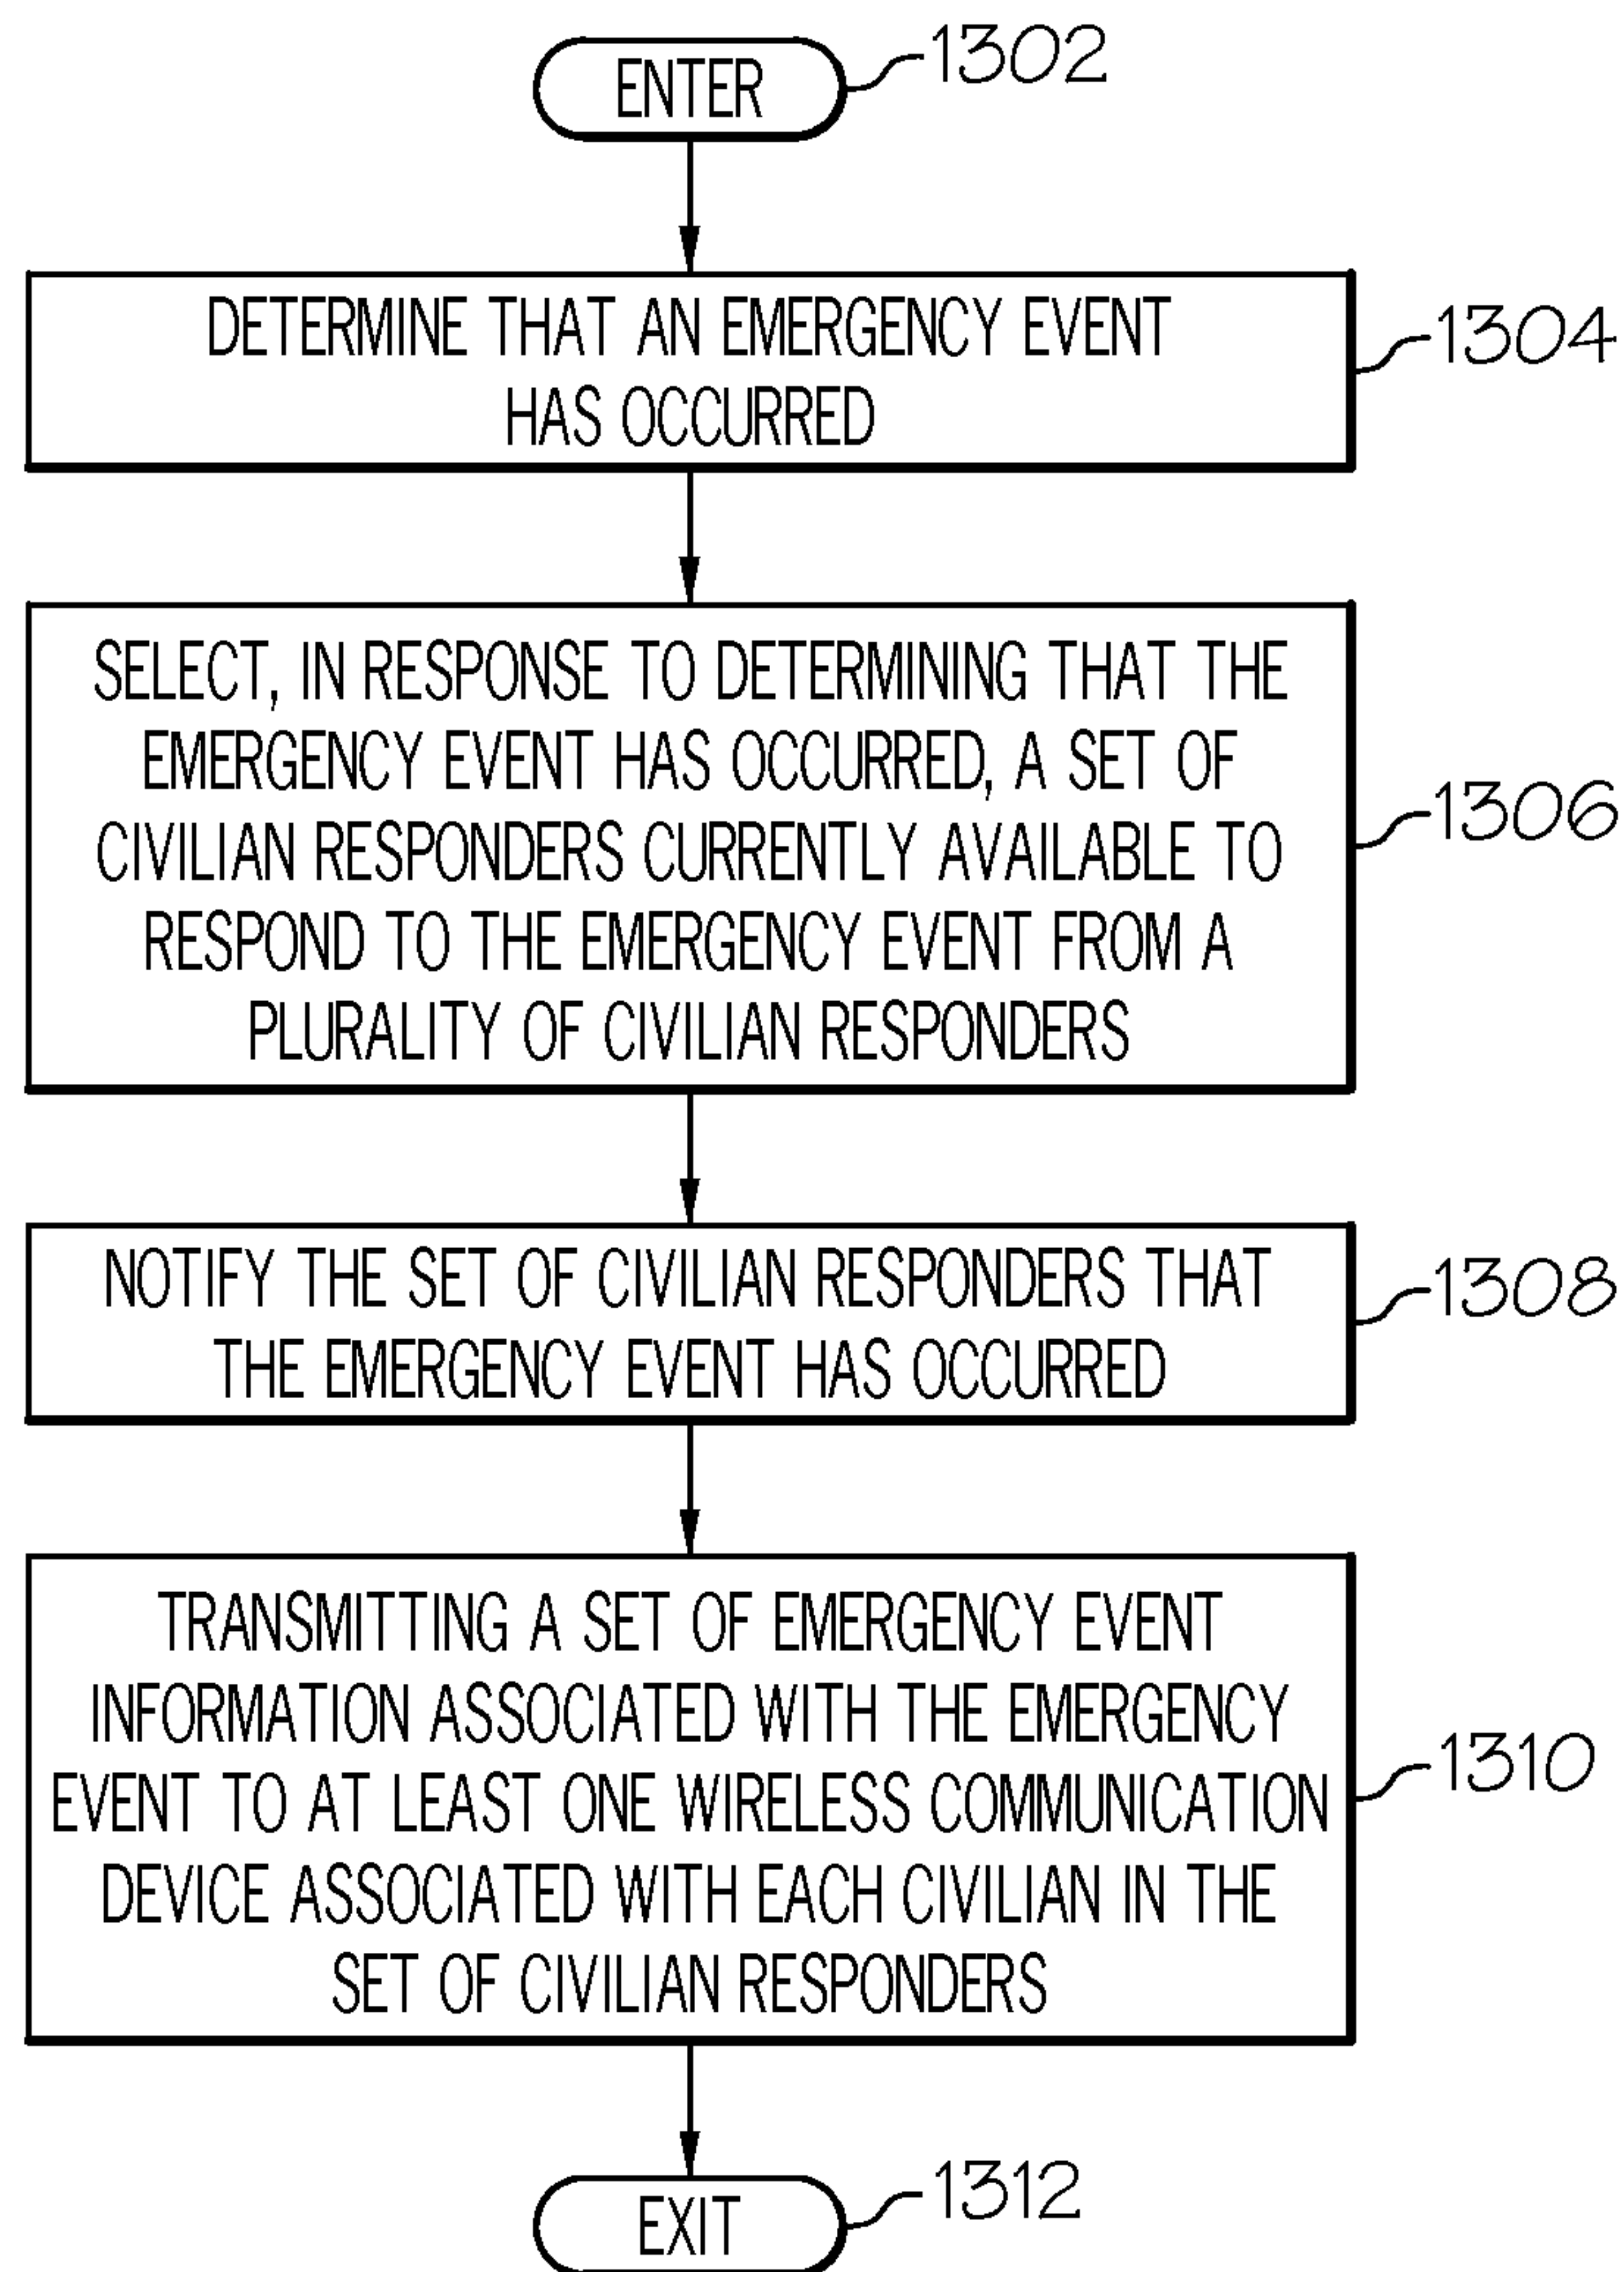 ENTER
1302
DETERMINE THAT AN EMERGENCY EVENT
HAS OCCURRED
1304
SELECT, IN RESPONSE TO DETERMINING THAT THE
EMERGENCY EVENT HAS OCCURRED, A SET OF
CIVILIAN RESPONDERS CURRENTLY AVAILABLE TO
RESPOND TO THE EMERGENCY EVENT FROM A
PLURALITY OF CIVILIAN RESPONDERS
1306
NOTIFY THE SET OF CIVILIAN RESPONDERS THAT
THE EMERGENCY EVENT HAS OCCURRED
1308
TRANSMITTING A SET OF EMERGENCY EVENT
INFORMATION ASSOCIATED WITH THE EMERGENCY
EVENT TO AT LEAST ONE WIRELESS COMMUNICATION
DEVICE ASSOCIATED WITH EACH CIVILIAN IN THE
SET OF CIVILIAN RESPONDERS
1310
EXIT
1312